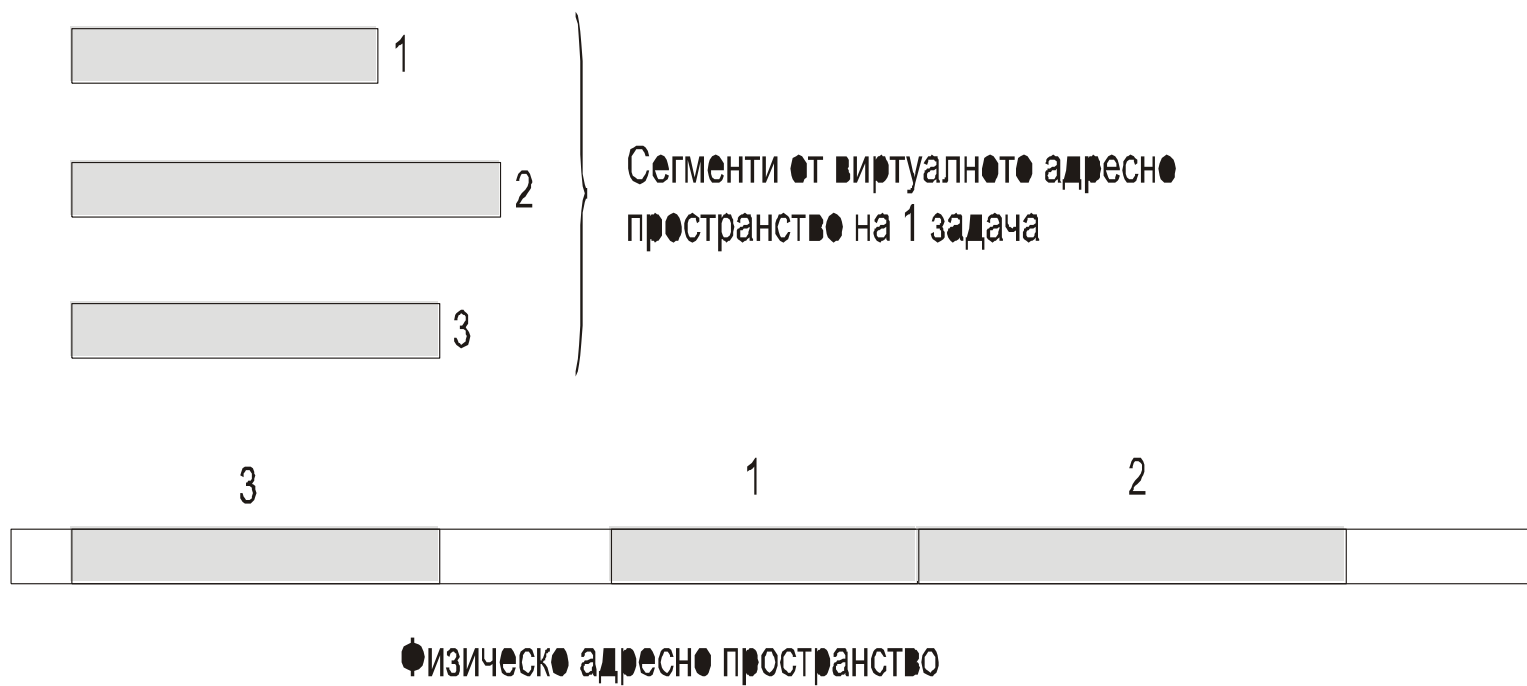 1
2
3
Сегменти от виртуалното адресно
пространство на 1 задача
3
1
2
Физическо адресно пространство